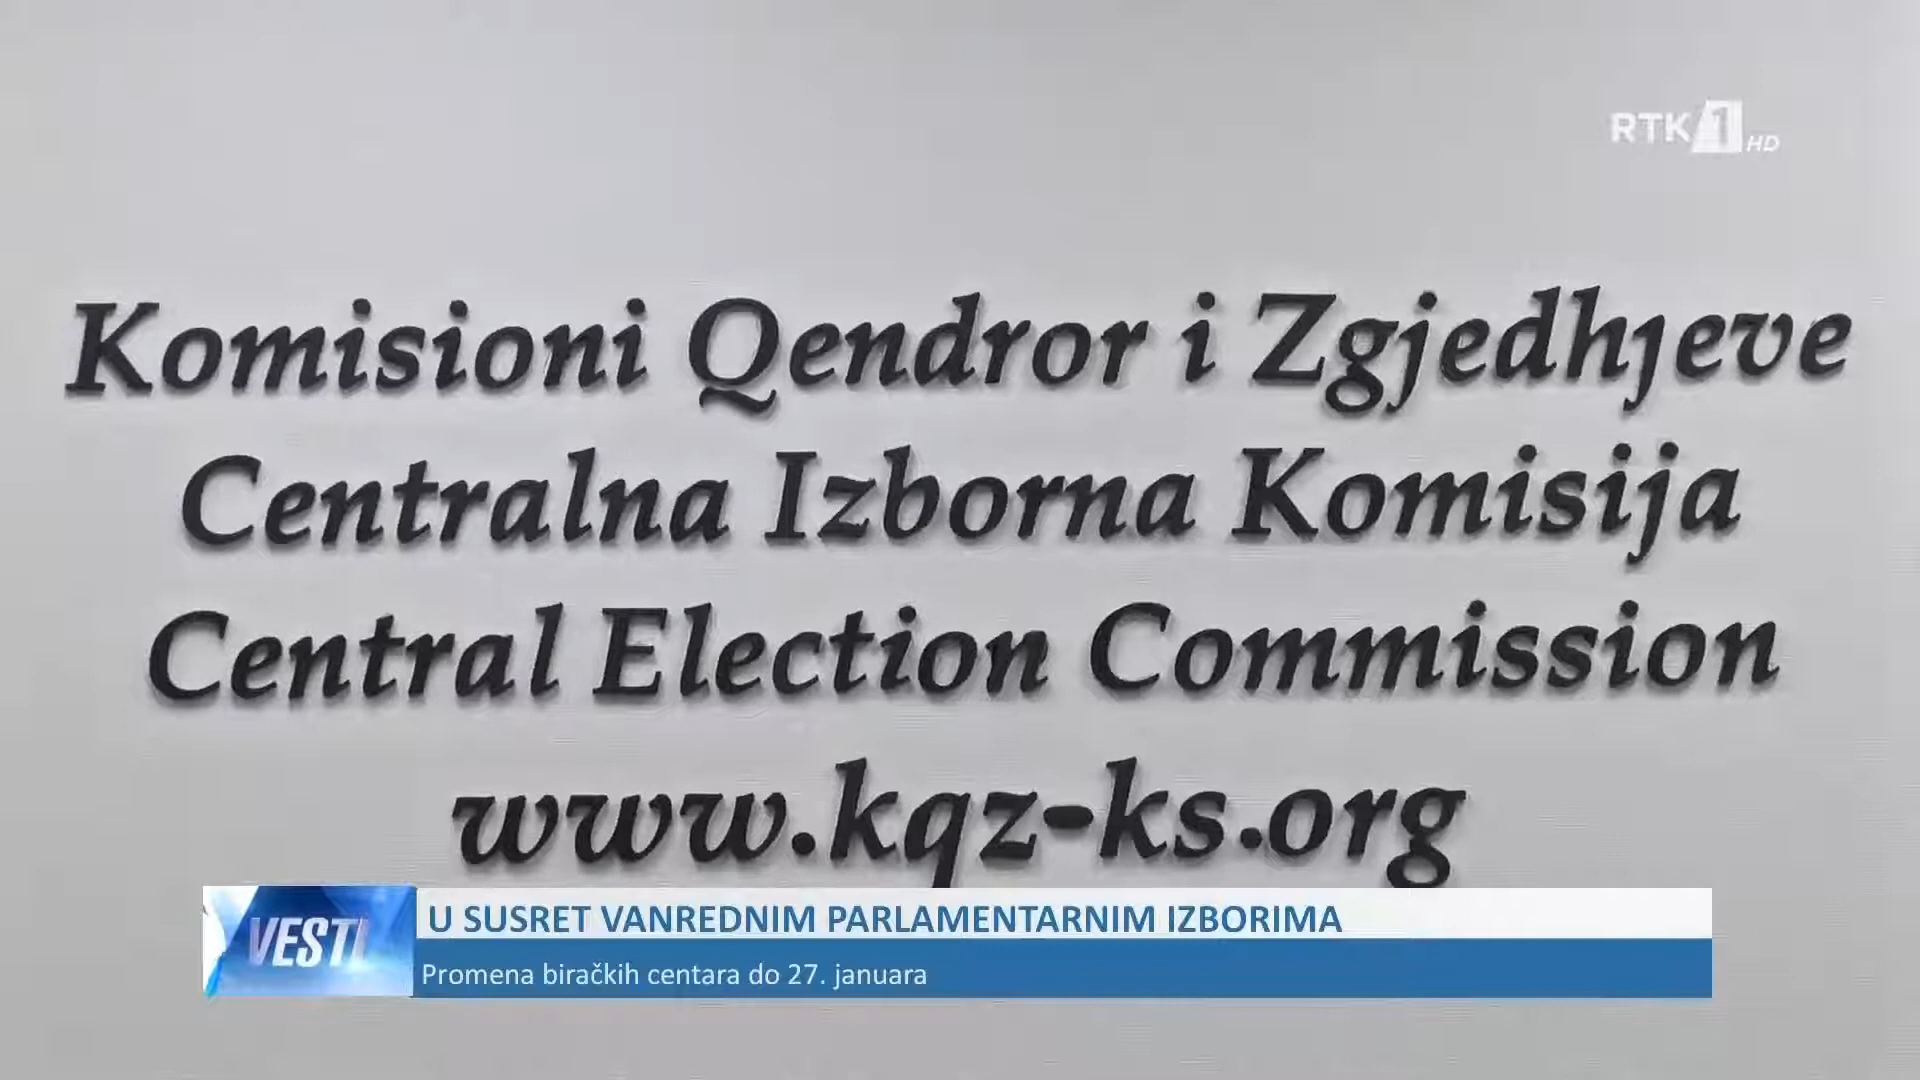 RTK 1 HD
Komisioni Qendror i Zgjedhjeve
Centralna Izborna Komisija
Central Election Commission
www.kqz-ks.org
VESTI
U SUSRET VANREDNIM PARLAMENTARNIM IZBORIMA
Promena biračkih centara do 27. januara